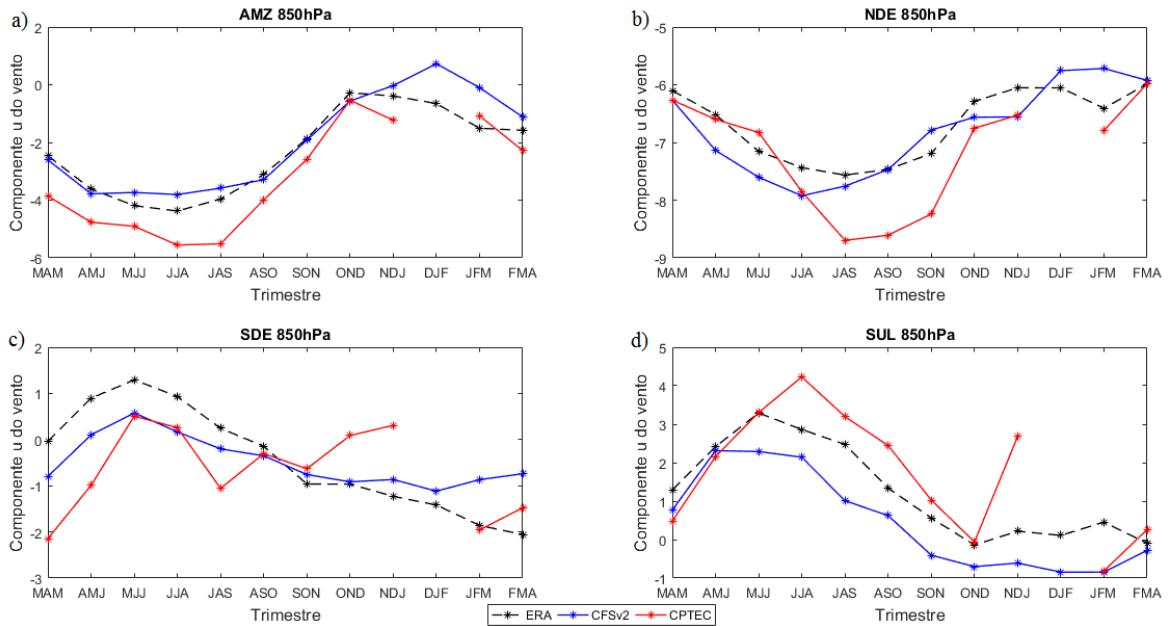 a)
AMZ 850hPa
Componente u do vento
2
0
-2
-4
-6
MAM AMJ MJJ JJA JAS ASO SON OND NDJ DJF JFM FMA
Trimestre
b)
NDE 850hPa
Componente u do vento
-5
-6
-7
-8
-9
MAM AMJ MJJ JJA JAS ASO SON OND NDJ DJF JFM FMA
Trimestre
c)
SDE 850hPa
Componente u do vento
2
1
0
-1
-2
-3
MAM AMJ MJJ JJA JAS ASO SON OND NDJ DJF JFM FMA
Trimestre
d)
SUL 850hPa
Componente u do vento
5
4
3
2
1
0
-1
MAM AMJ MJJ JJA JAS ASO SON OND NDJ DJF JFM FMA
Trimestre
ERA CFSv2 CPTEC